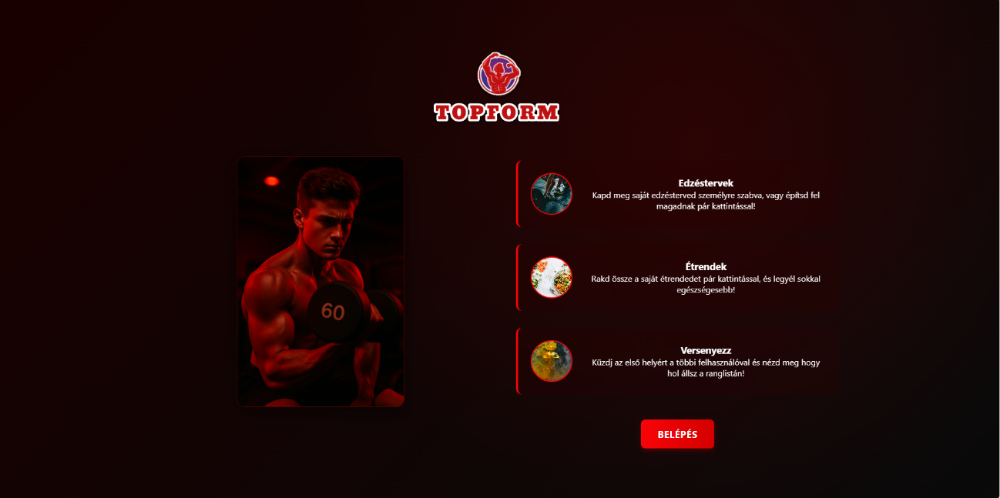 TOPFORM
60
Edzéstervek
Kapd meg saját edzésterved személyre szabva, vagy építsd fel
magadnak pár kattintással!
Étrendek
Rakd össze a saját étrendedet pár kattintással, és legyél sokkal
egészségesebb!
Versenyezz
Küzdj az első helyért a többi felhasználóval és nézd meg hogy
hol állsz a ranglistán!
BELÉPÉS